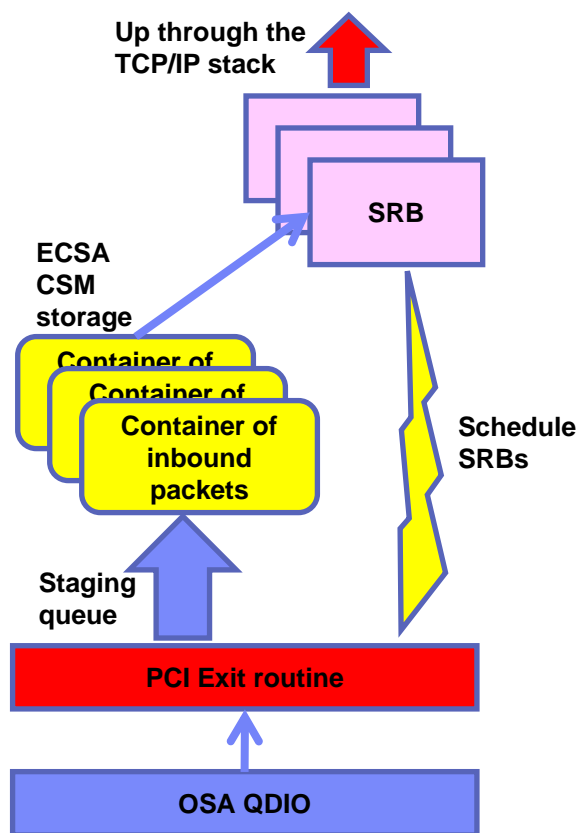 Up through the
TCP/IP stack
SRB
ECSA
CSM
storage
Container of
Container of
Container of
inbound
packets
Schedule
SRBs
Staging
queue
PCI Exit routine
OSA QDIO